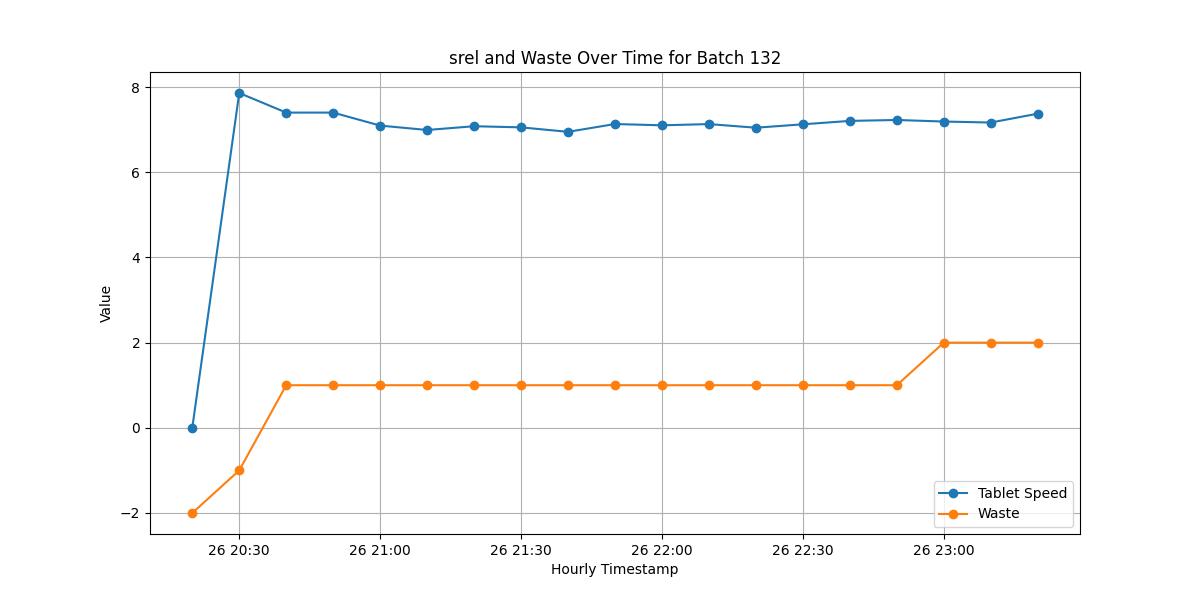 srel and Waste Over Time for Batch 132
8
6
4
2
0
−2
Value
26 20:30 26 21:00 26 21:30 26 22:00 26 22:30 26 23:00
Hourly Timestamp
Tablet Speed
Waste